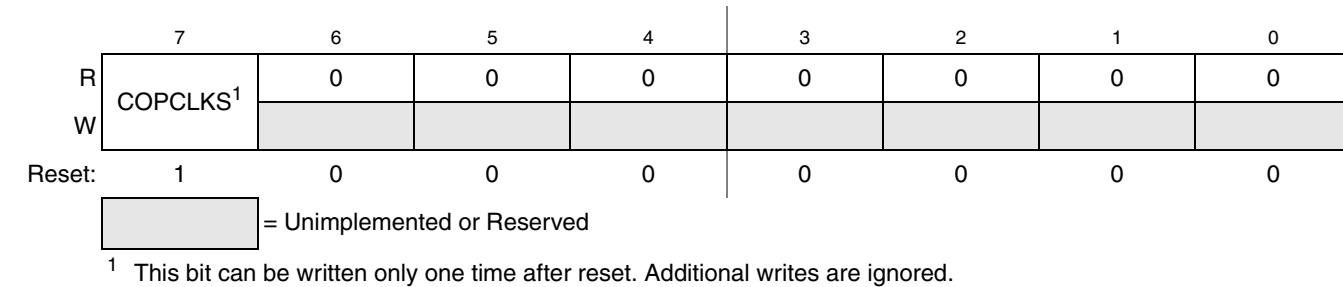 7 6 5 4 3 2 1 0
R COPCLKS1 0 0 0 0 0 0 0
W
Reset: 1 0 0 0 0 0 0 0
= Unimplemented or Reserved
1 This bit can be written only one time after reset. Additional writes are ignored.